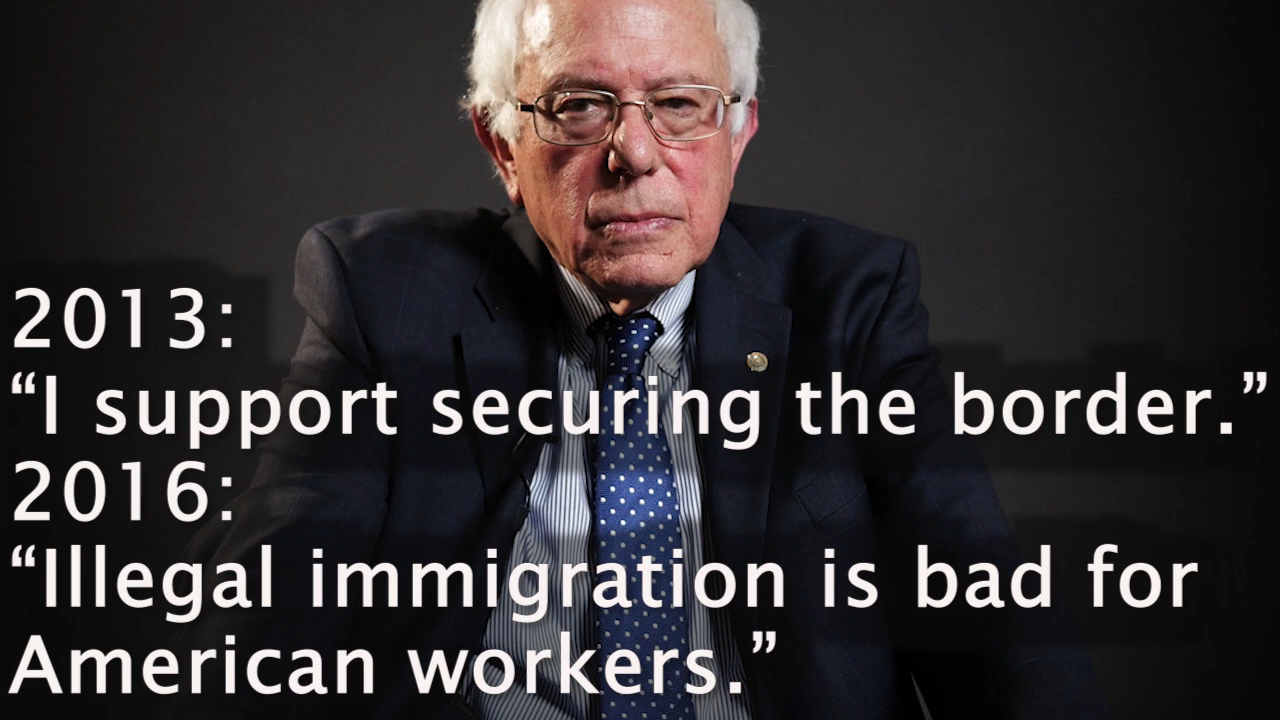 2013:
“I support securing the border.”
2016:
“Illegal immigration is bad for
American workers.”